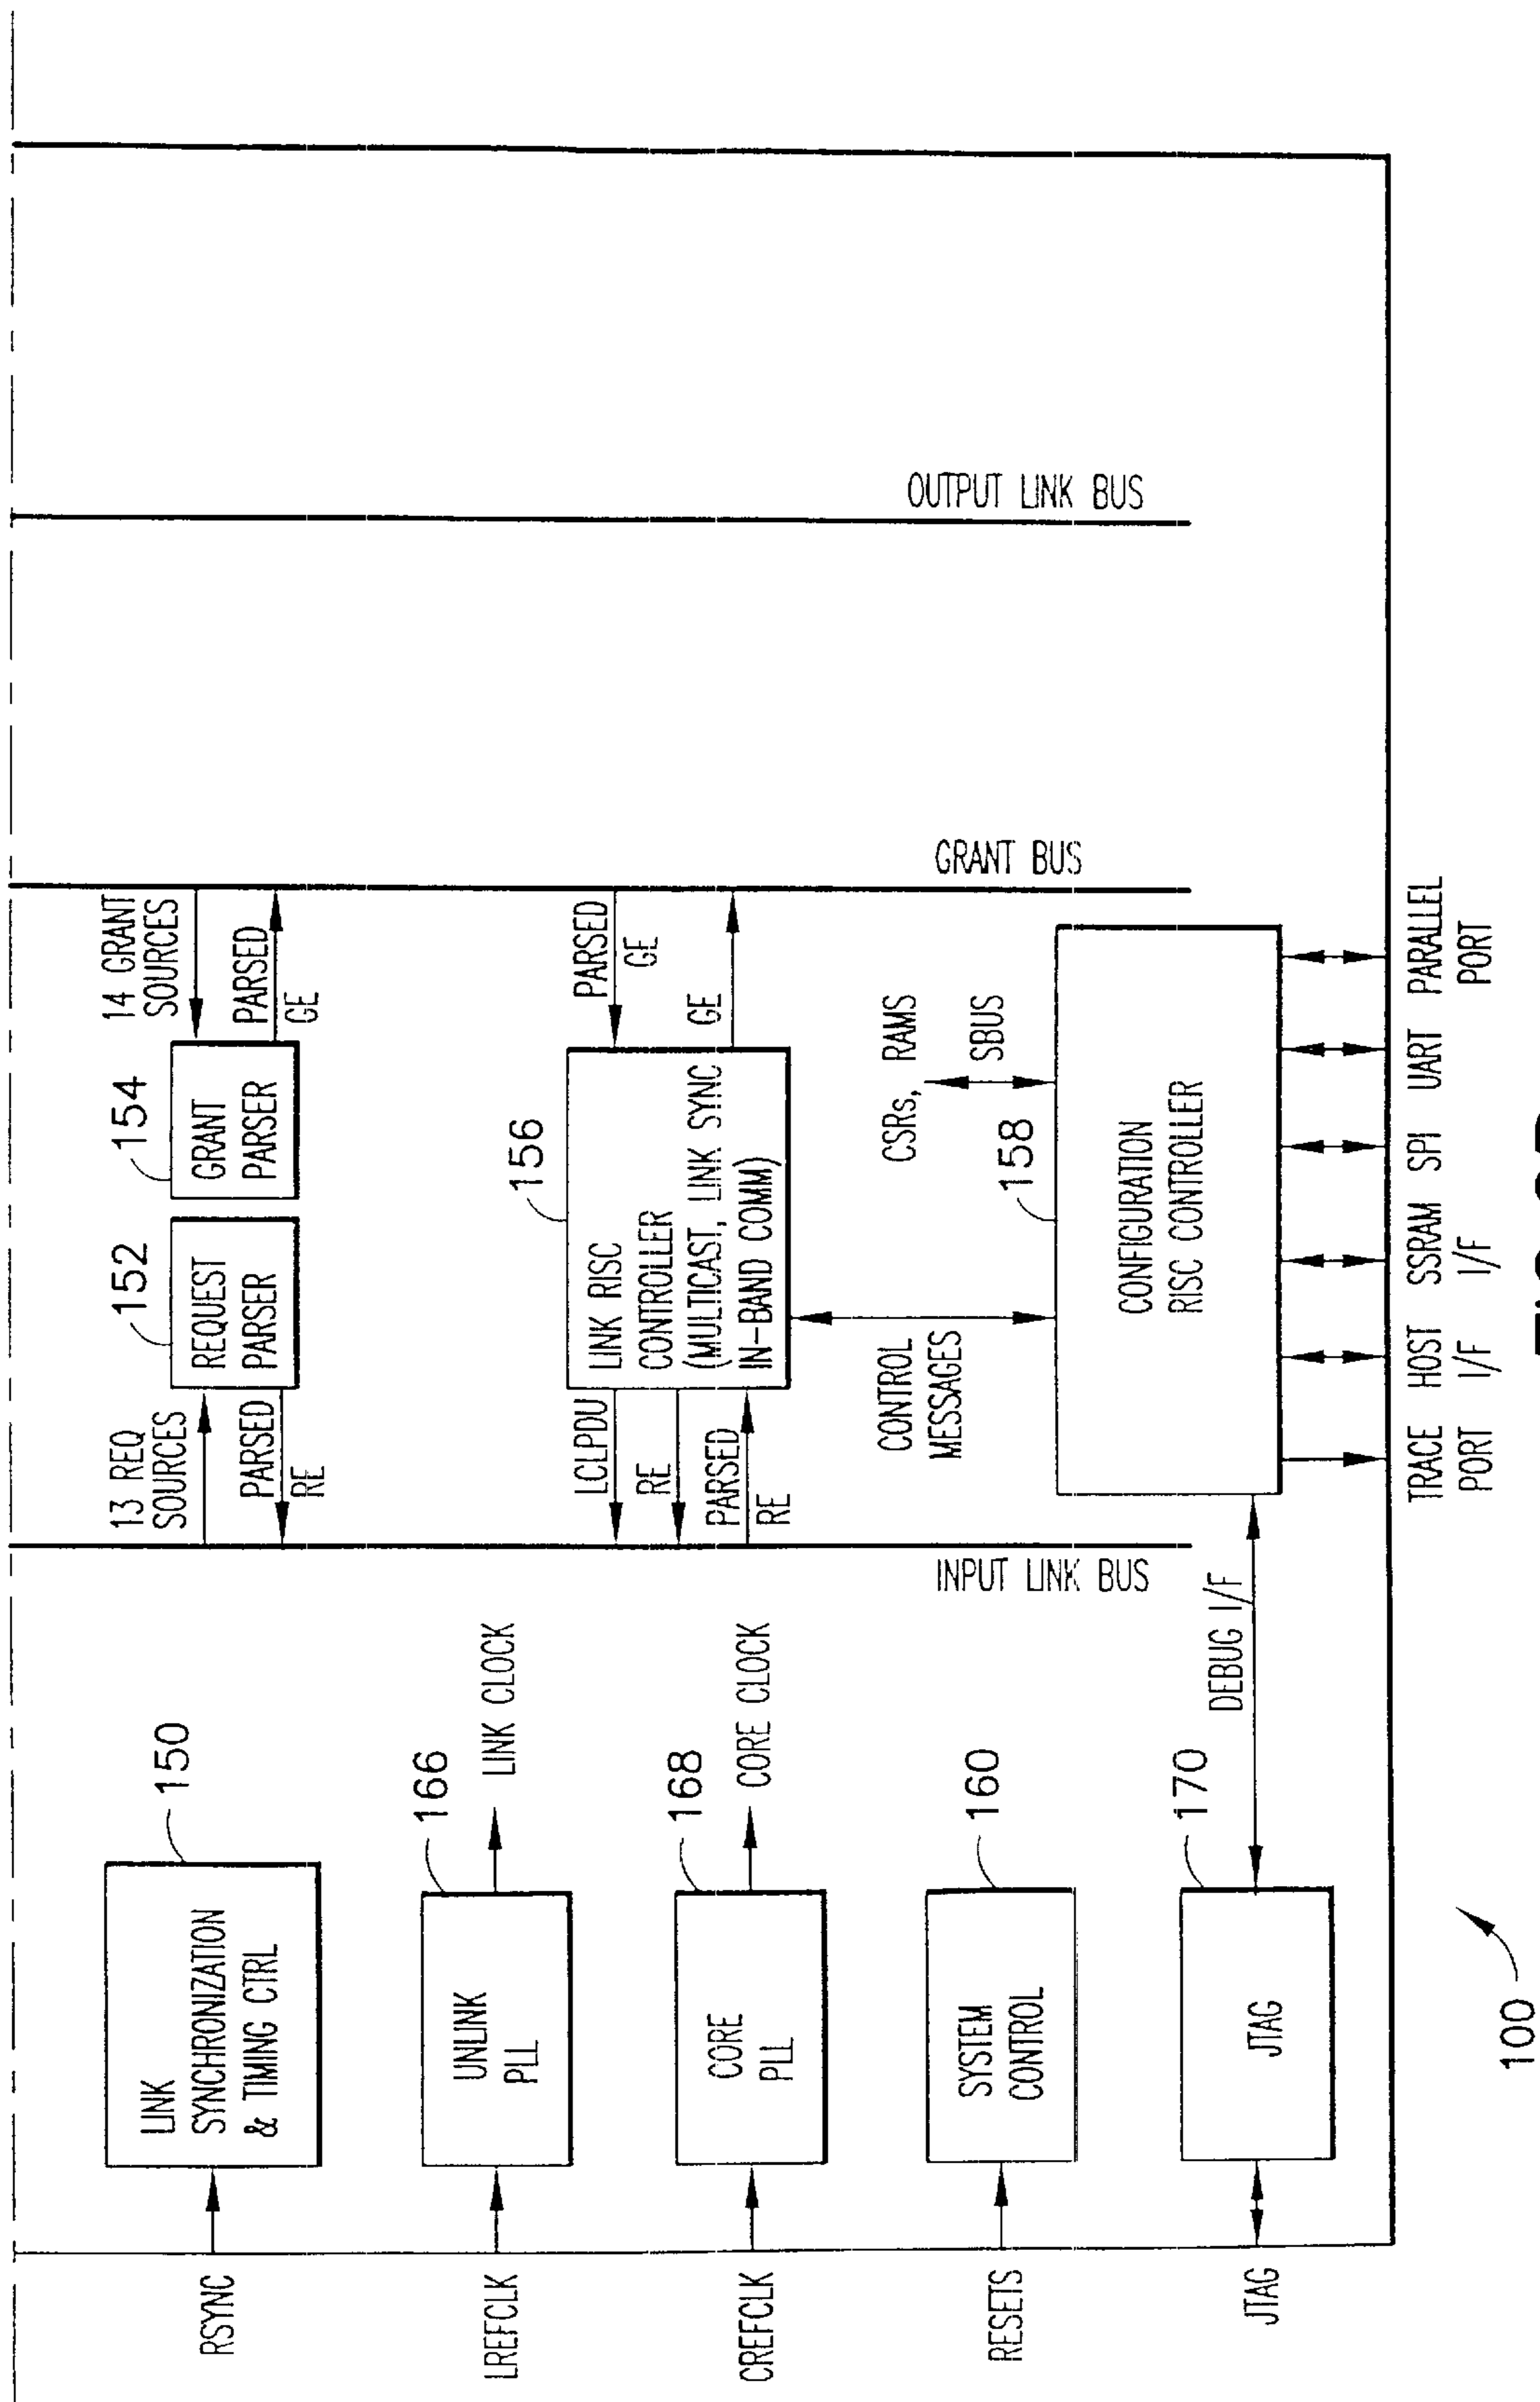 RSYNC
LINK
SYNCHRONIZATION
& TIMING CTRL
150
LREFCLK
UNLINK
PLL
166
LINK CLOCK
CREFCLK
CORE
PLL
168
CORE CLOCK
RESETS
SYSTEM
CONTROL
160
JTAG
JTAG
170
DEBUG I/F
13 REQ
SOURCES
PARSED
RE
REQUEST
PARSER
152
GRANT
PARSER
154
14 GRANT
SOURCES
PARSED
GE
LCLPDU
RE
PARSED
RE
LINK RISC
CONTROLLER
(MULTICAST, LINK SYNC
IN-BAND COMM)
156
PARSED
GE
GE
INPUT LINK BUS
GRANT BUS
OUTPUT LINK BUS
CONTROL
MESSAGES
CSRs, RAMS
SBUS
158
CONFIGURATION
RISC CONTROLLER
TRACE
PORT
HOST
I/F
SSRAM
I/F
SPI
UART
PARALLEL
PORT
100